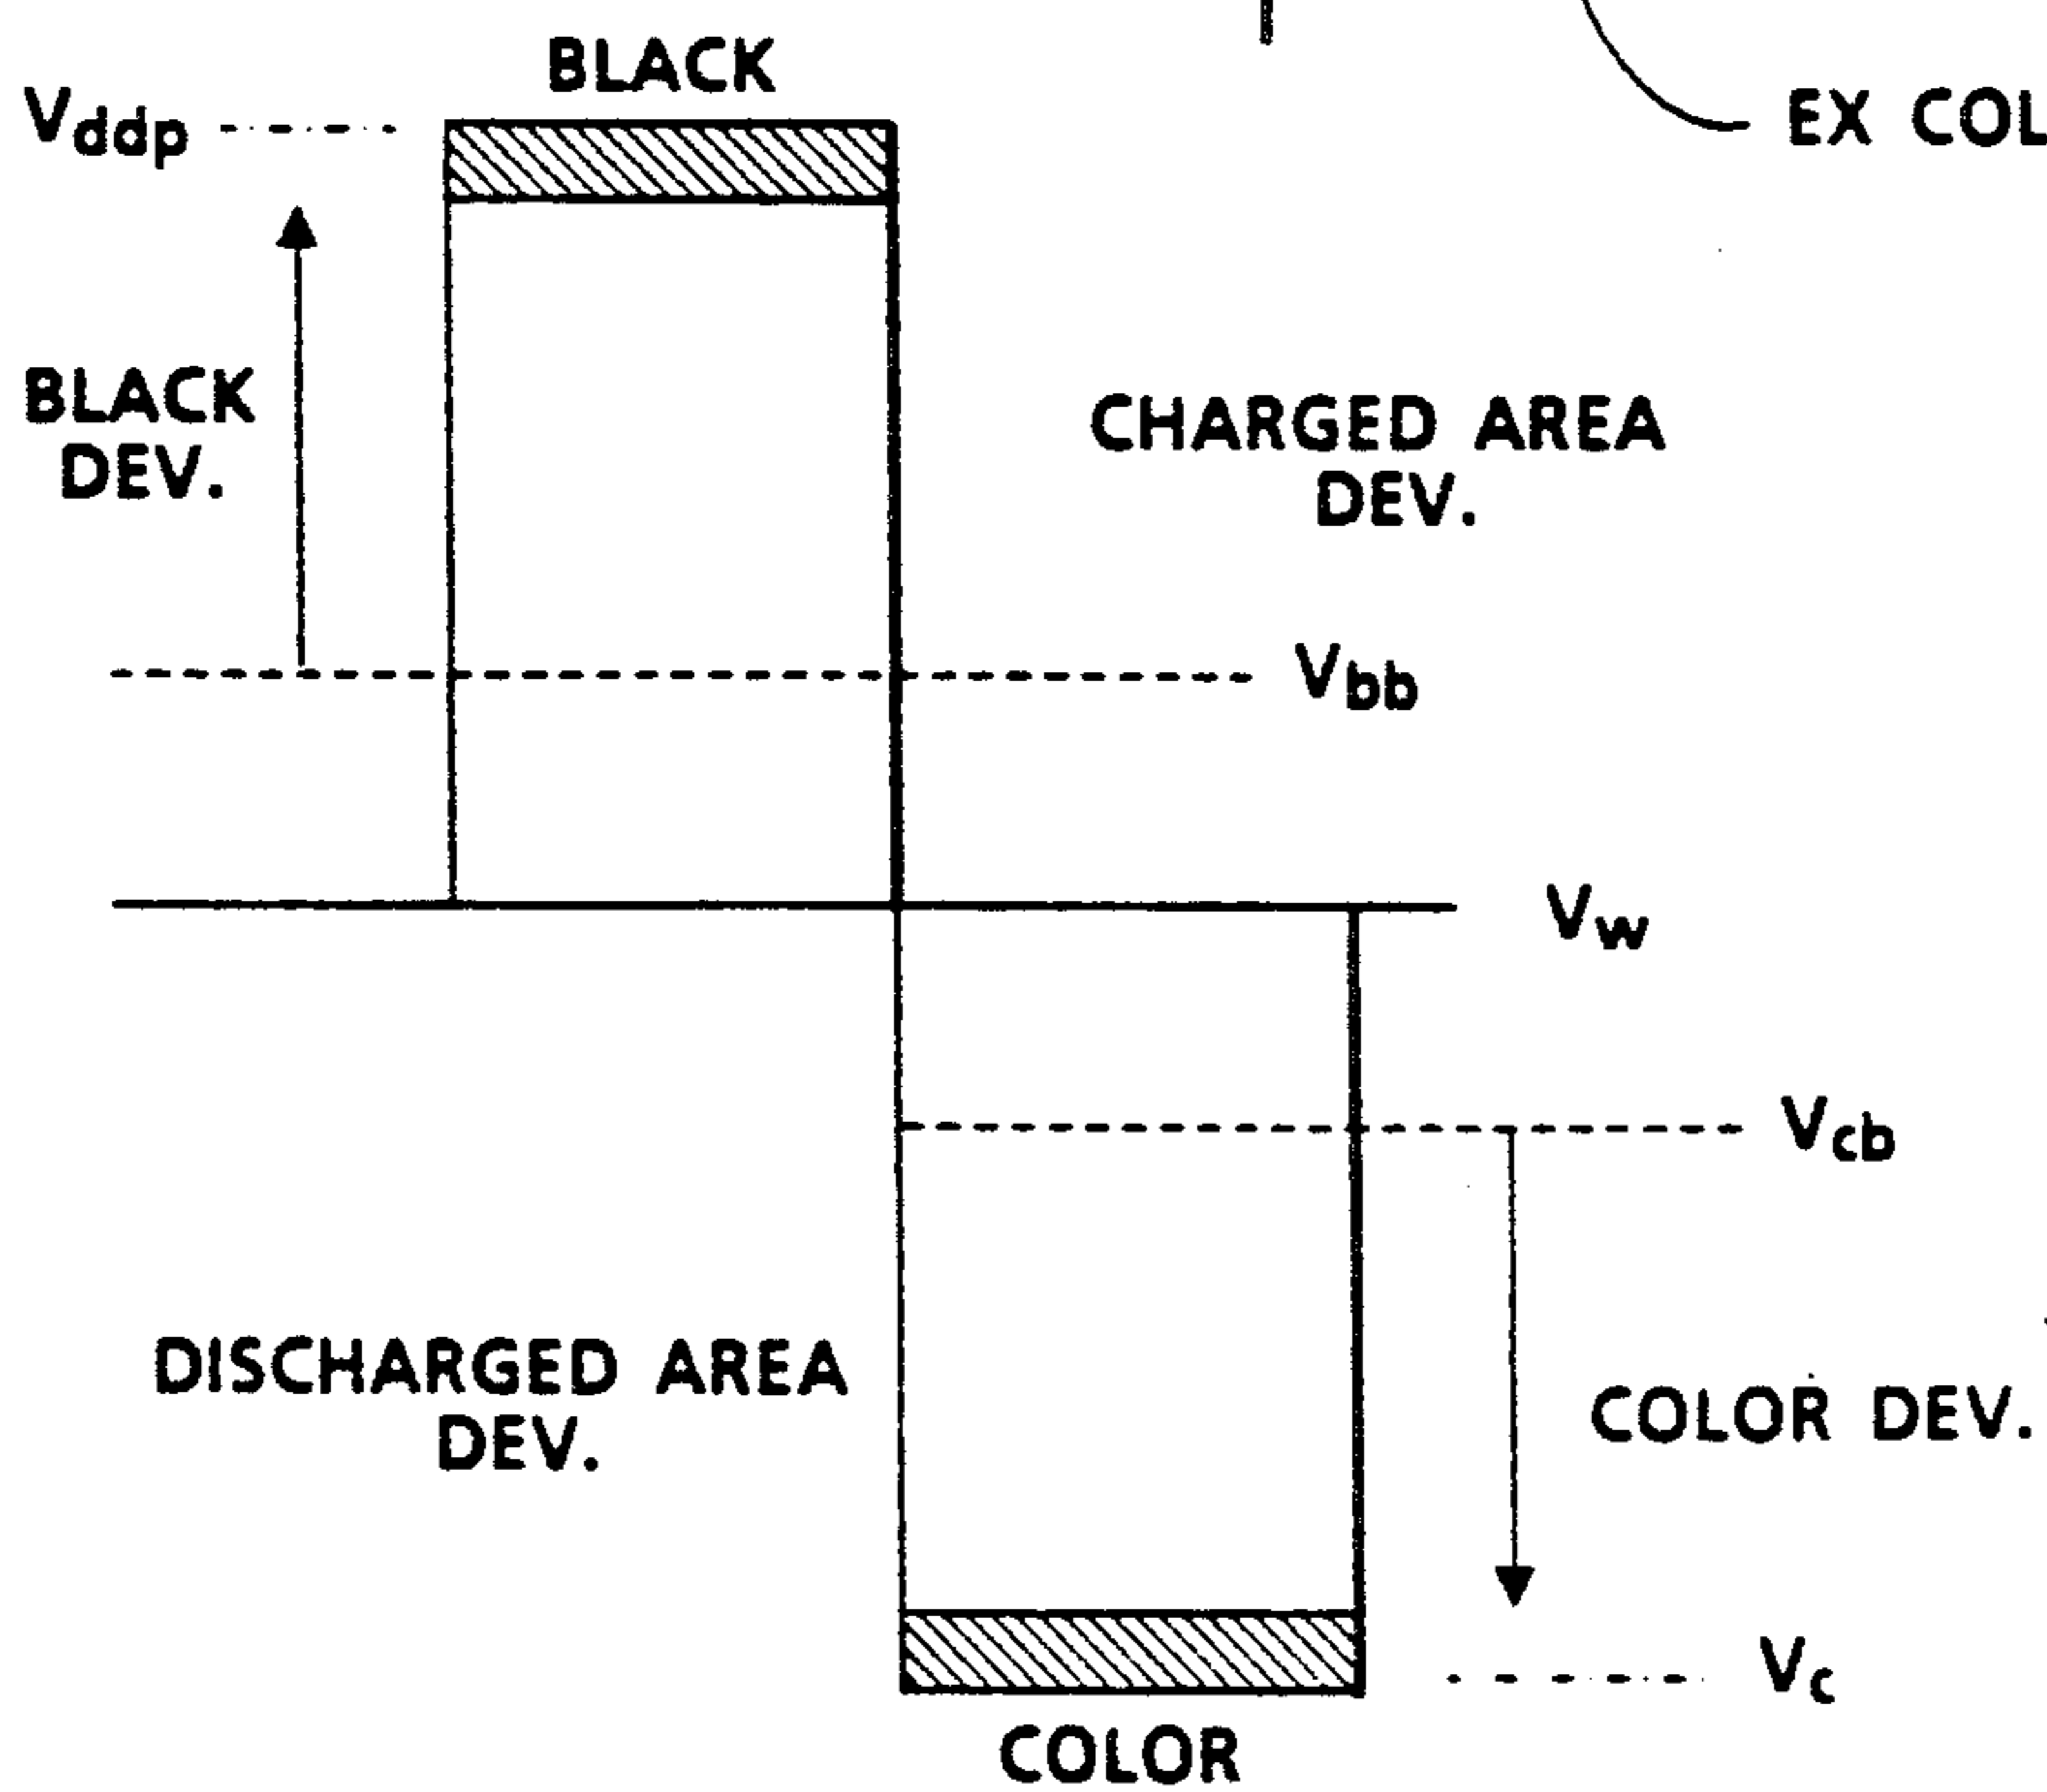 BLACK
Vddp
EX COL
BLACK
DEV.
CHARGED AREA
DEV.
Vbb
Vw
Vcb
DISCHARGED AREA
DEV.
COLOR DEV.
Vc
COLOR